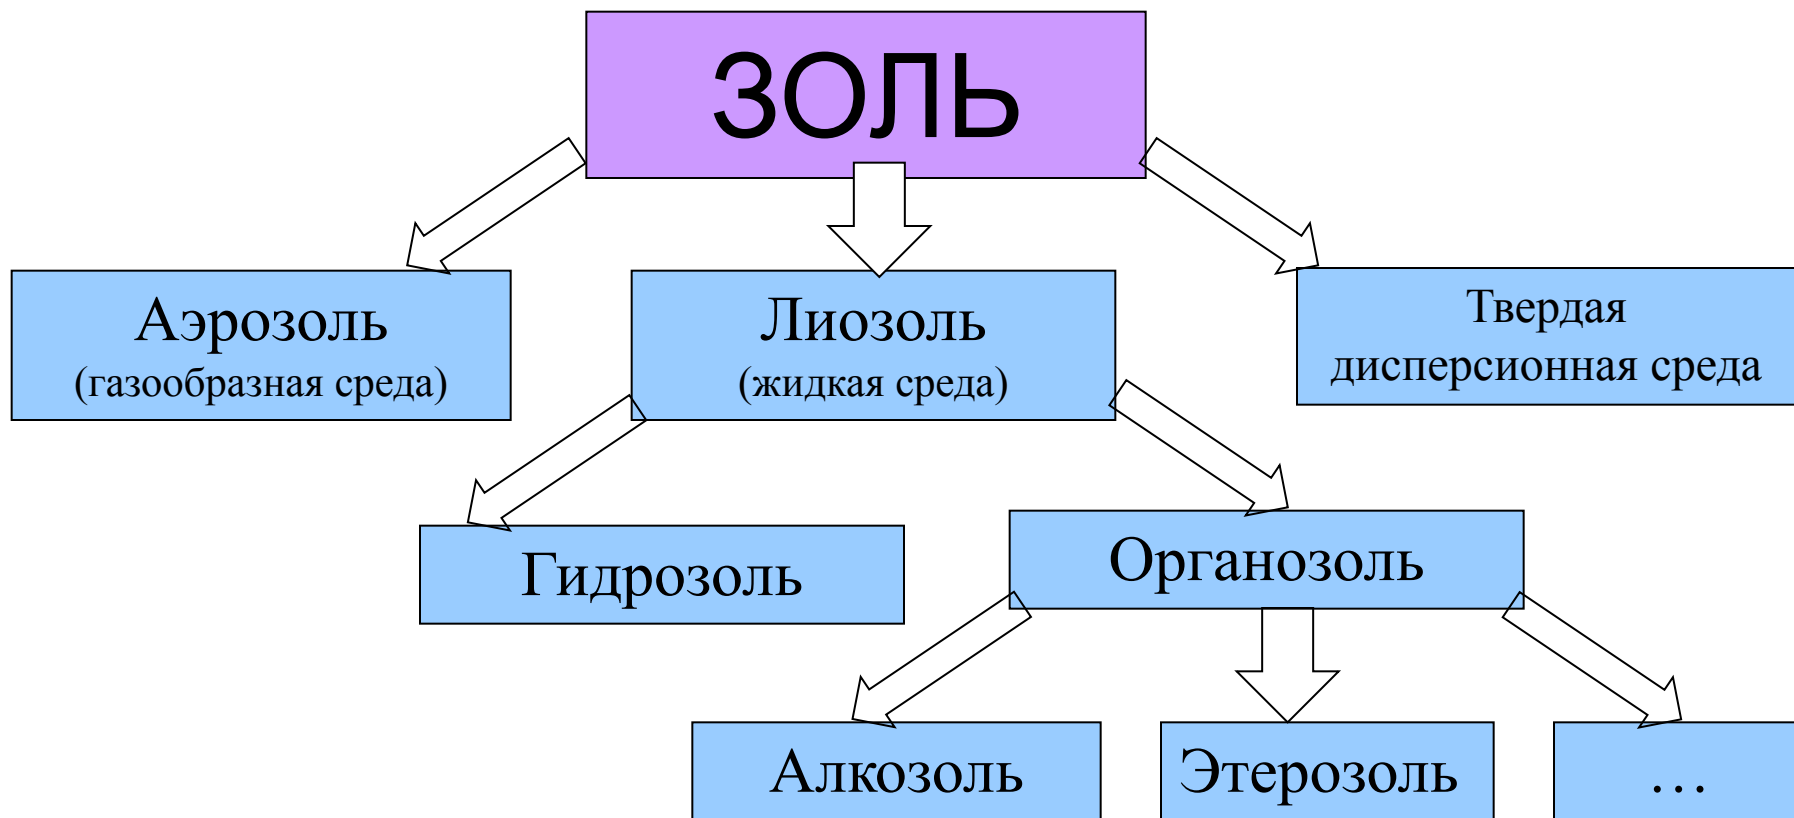 ЗОЛЬ
Аэрозоль
(газообразная среда)
Лиозоль
(жидкая среда)
Твердая
дисперсионная среда
Гидрозоль
Органозоль
Алкозоль
Этерозоль
…